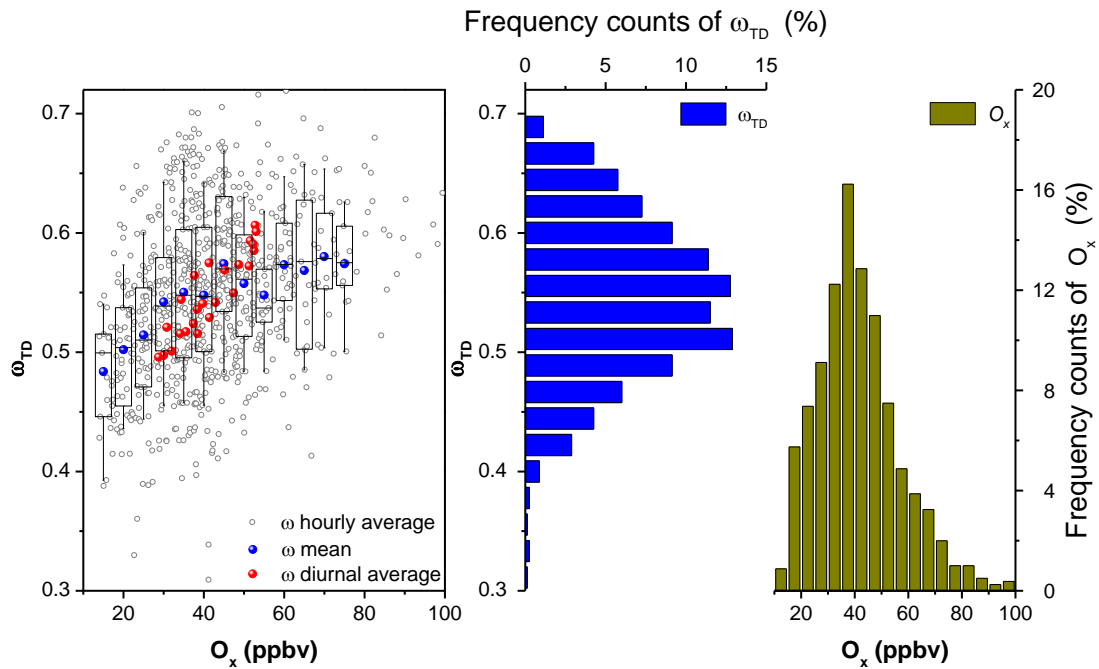 Frequency counts of ω_TD (%)
0 5 10 15
0.7
0.6
0.5
0.4
0.3
ω_TD
20 40 60 80 100
O_x (ppbv)
ω hourly average
ω mean
ω diurnal average
0.7
0.6
0.5
0.4
0.3
ω_TD
ω_TD
O_x
20
16
12
8
4
0
Frequency counts of O_x (%)
20 40 60 80 100
O_x (ppbv)